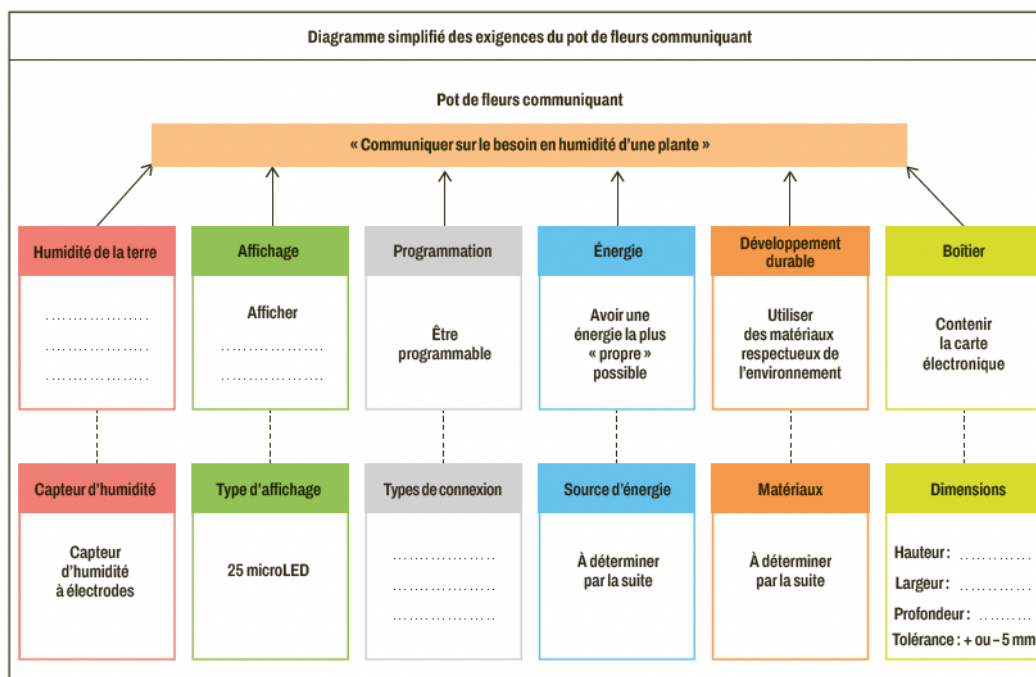 Diagramme simplifié des exigences du pot de fleurs communiquant
Pot de fleurs communiquant
« Communiquer sur le besoin en humidité d’une plante »
Humidité de la terre
....................
....................
....................
Affichage
Afficher
....................
....................
Programmation
Être
programmable
Énergie
Avoir une
énergie la plus
« propre »
possible
Développement
durable
Utiliser
des matériaux
respectueux de
l’environnement
Boîtier
Contenir
la carte
électronique
Capteur d’humidité
Capteur
d’humidité
à électrodes
Type d’affichage
25 microLED
Types de connexion
....................
....................
....................
Source d’énergie
À déterminer
par la suite
Matériaux
À déterminer
par la suite
Dimensions
Hauteur : ..............
Largeur : ..............
Profondeur : ..........
Tolérance : + ou – 5 mm